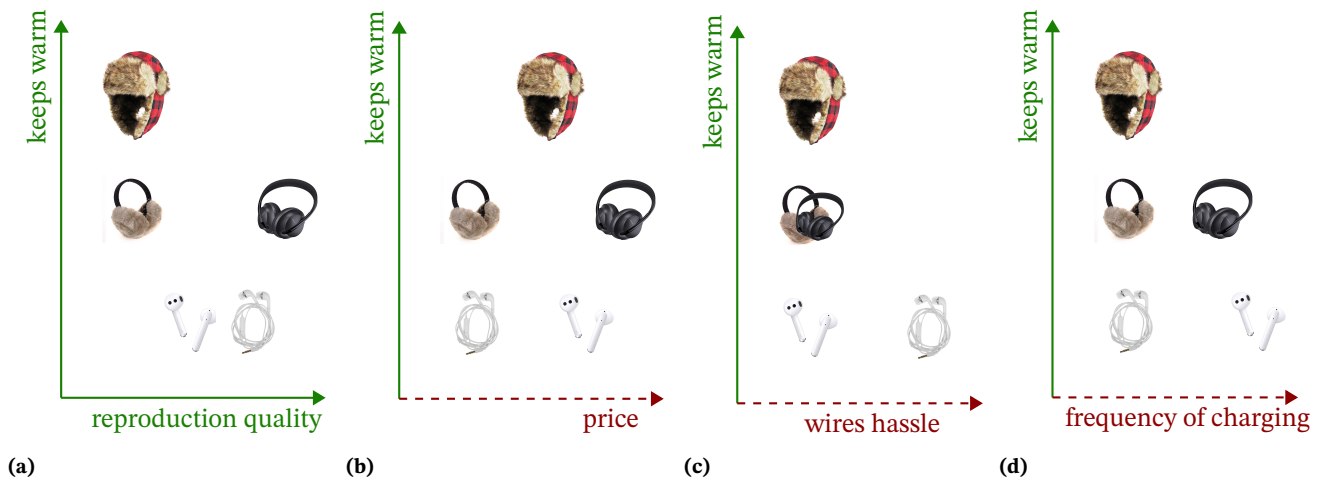 keeps warm
reproduction quality
(a)
keeps warm
price
(b)
keeps warm
wires hassle
(c)
keeps warm
frequency of charging
(d)